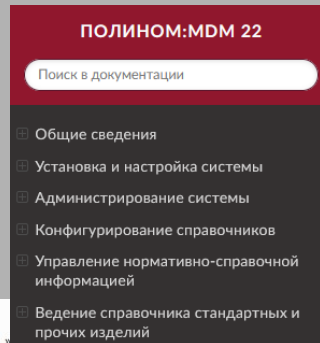 ПОЛИНОМ:MDM 22
Поиск в документации
Общие сведения
Установка и настройка системы
Администрирование системы
Конфигурирование справочников
Управление нормативно-справочной
информацией
Ведение справочника стандартных и
прочих изделий